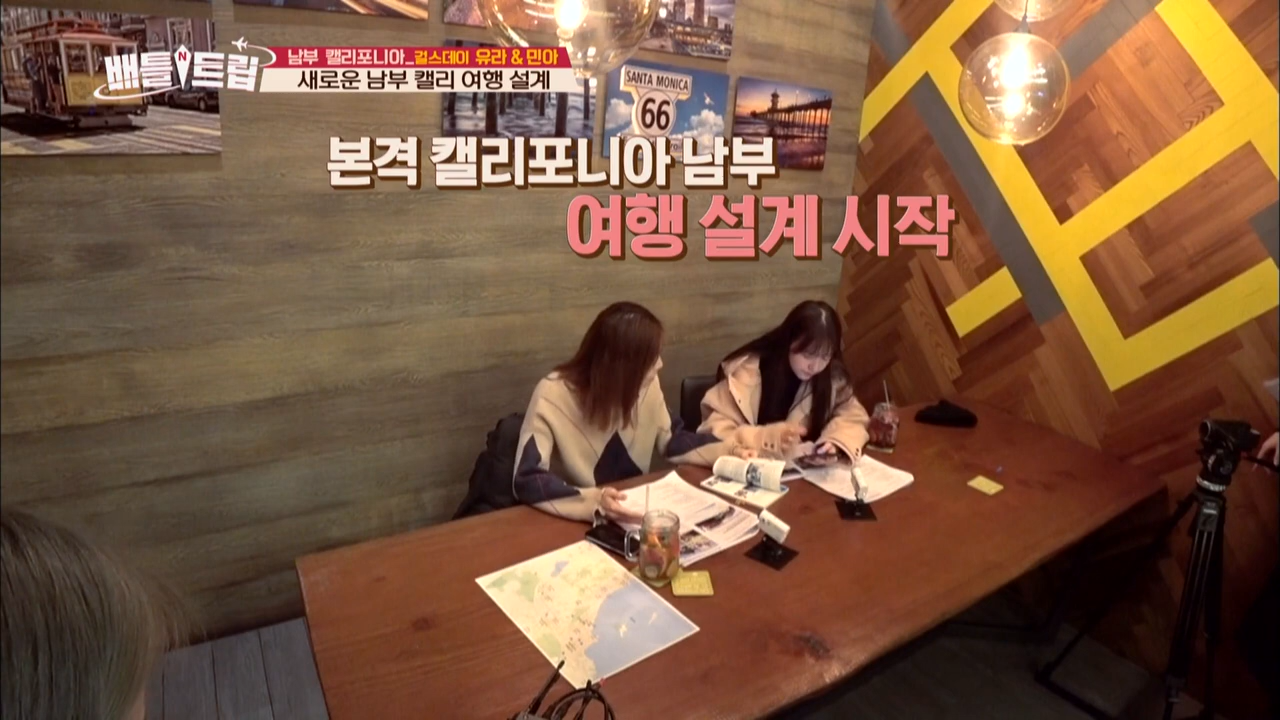 배틀트립
남부 캘리포니아_걸스데이 유라 & 민아
새로운 남부 캘리 여행 설계
SANTA MONICA
66
본격 캘리포니아 남부
여행 설계 시작